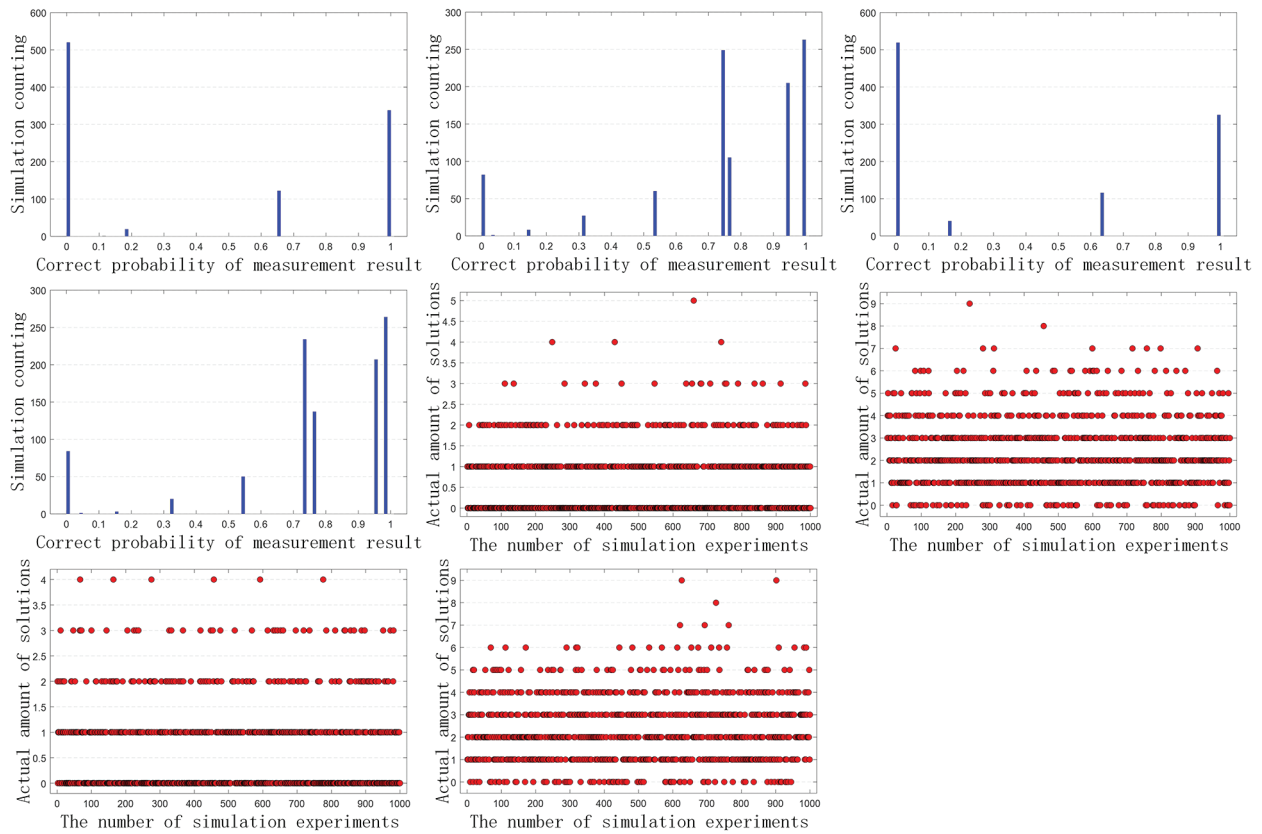 600
500
400
300
200
100
0
Simulation counting
0 0.1 0.2 0.3 0.4 0.5 0.6 0.7 0.8 0.9 1
Correct probability of measurement result
300
250
200
150
100
50
0
Simulation counting
0 0.1 0.2 0.3 0.4 0.5 0.6 0.7 0.8 0.9 1
Correct probability of measurement result
600
500
400
300
200
100
0
Simulation counting
0 0.1 0.2 0.3 0.4 0.5 0.6 0.7 0.8 0.9 1
Correct probability of measurement result
300
250
200
150
100
50
0
Simulation counting
0 0.1 0.2 0.3 0.4 0.5 0.6 0.7 0.8 0.9 1
Correct probability of measurement result
5
4.5
4
3.5
3
2.5
2
1.5
1
0.5
0
Actual amount of solutions
0 100 200 300 400 500 600 700 800 900 1000
The number of simulation experiments
9
8
7
6
5
4
3
2
1
0
Actual amount of solutions
0 100 200 300 400 500 600 700 800 900 1000
The number of simulation experiments
4
3.5
3
2.5
2
1.5
1
0.5
0
Actual amount of solutions
0 100 200 300 400 500 600 700 800 900 1000
The number of simulation experiments
9
8
7
6
5
4
3
2
1
0
Actual amount of solutions
0 100 200 300 400 500 600 700 800 900 1000
The number of simulation experiments